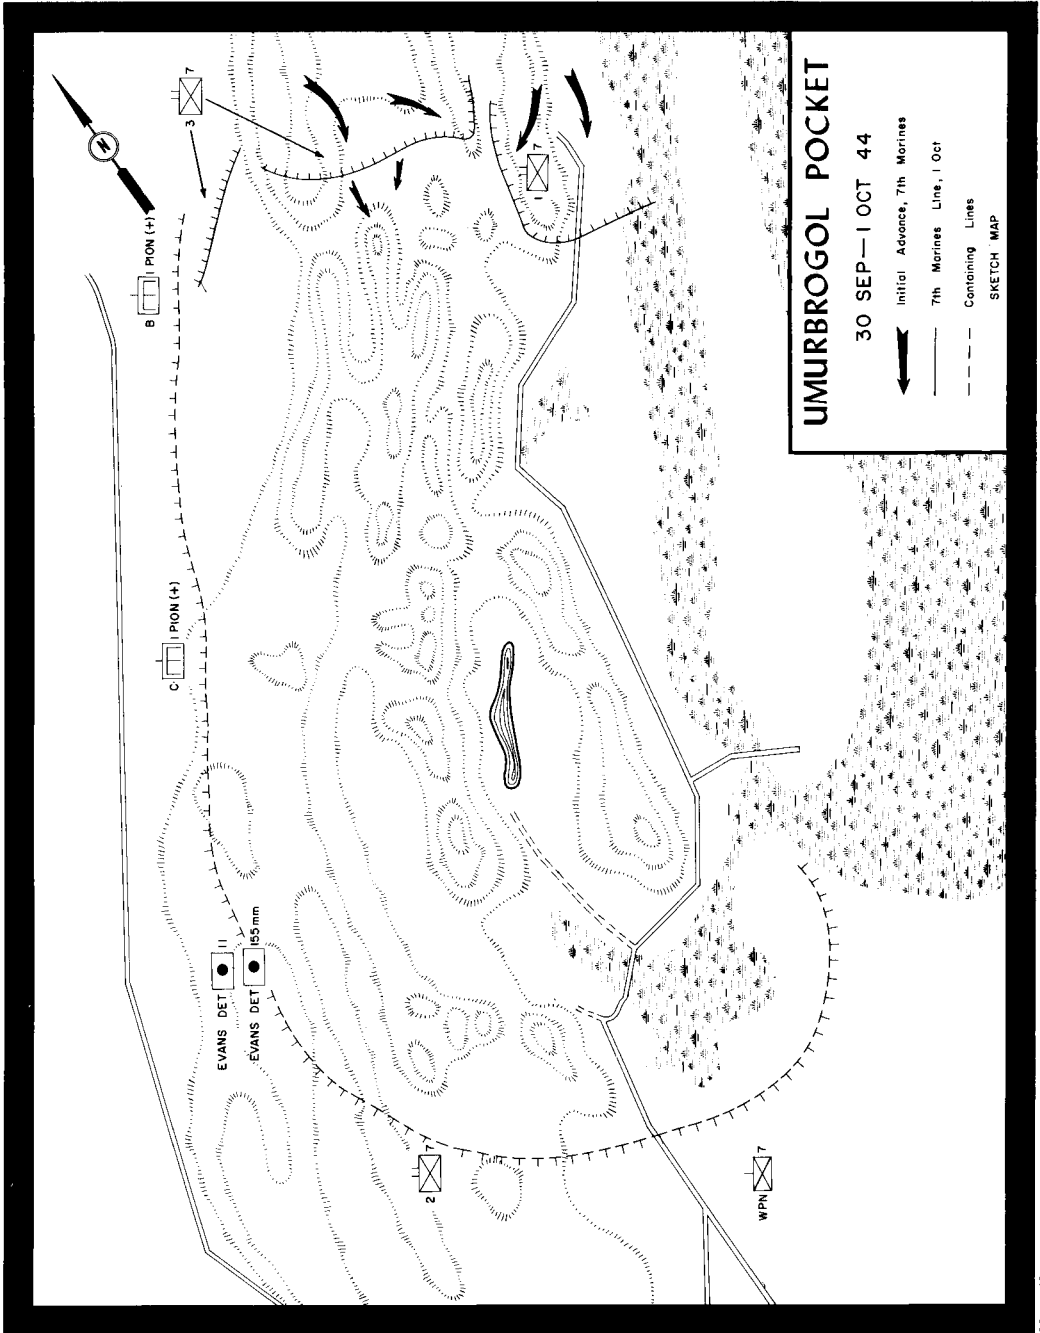 UMURBROGOL POCKET
30 SEP—1 OCT 44
Initial Advance, 7th Marines
7th Marines Line, 1 Oct
Containing Lines
SKETCH MAP
N
3 7
1 7
B 1 PION (+)
C 1 PION (+)
EVANS DET 11
EVANS DET 155mm
2 7
WPN 7